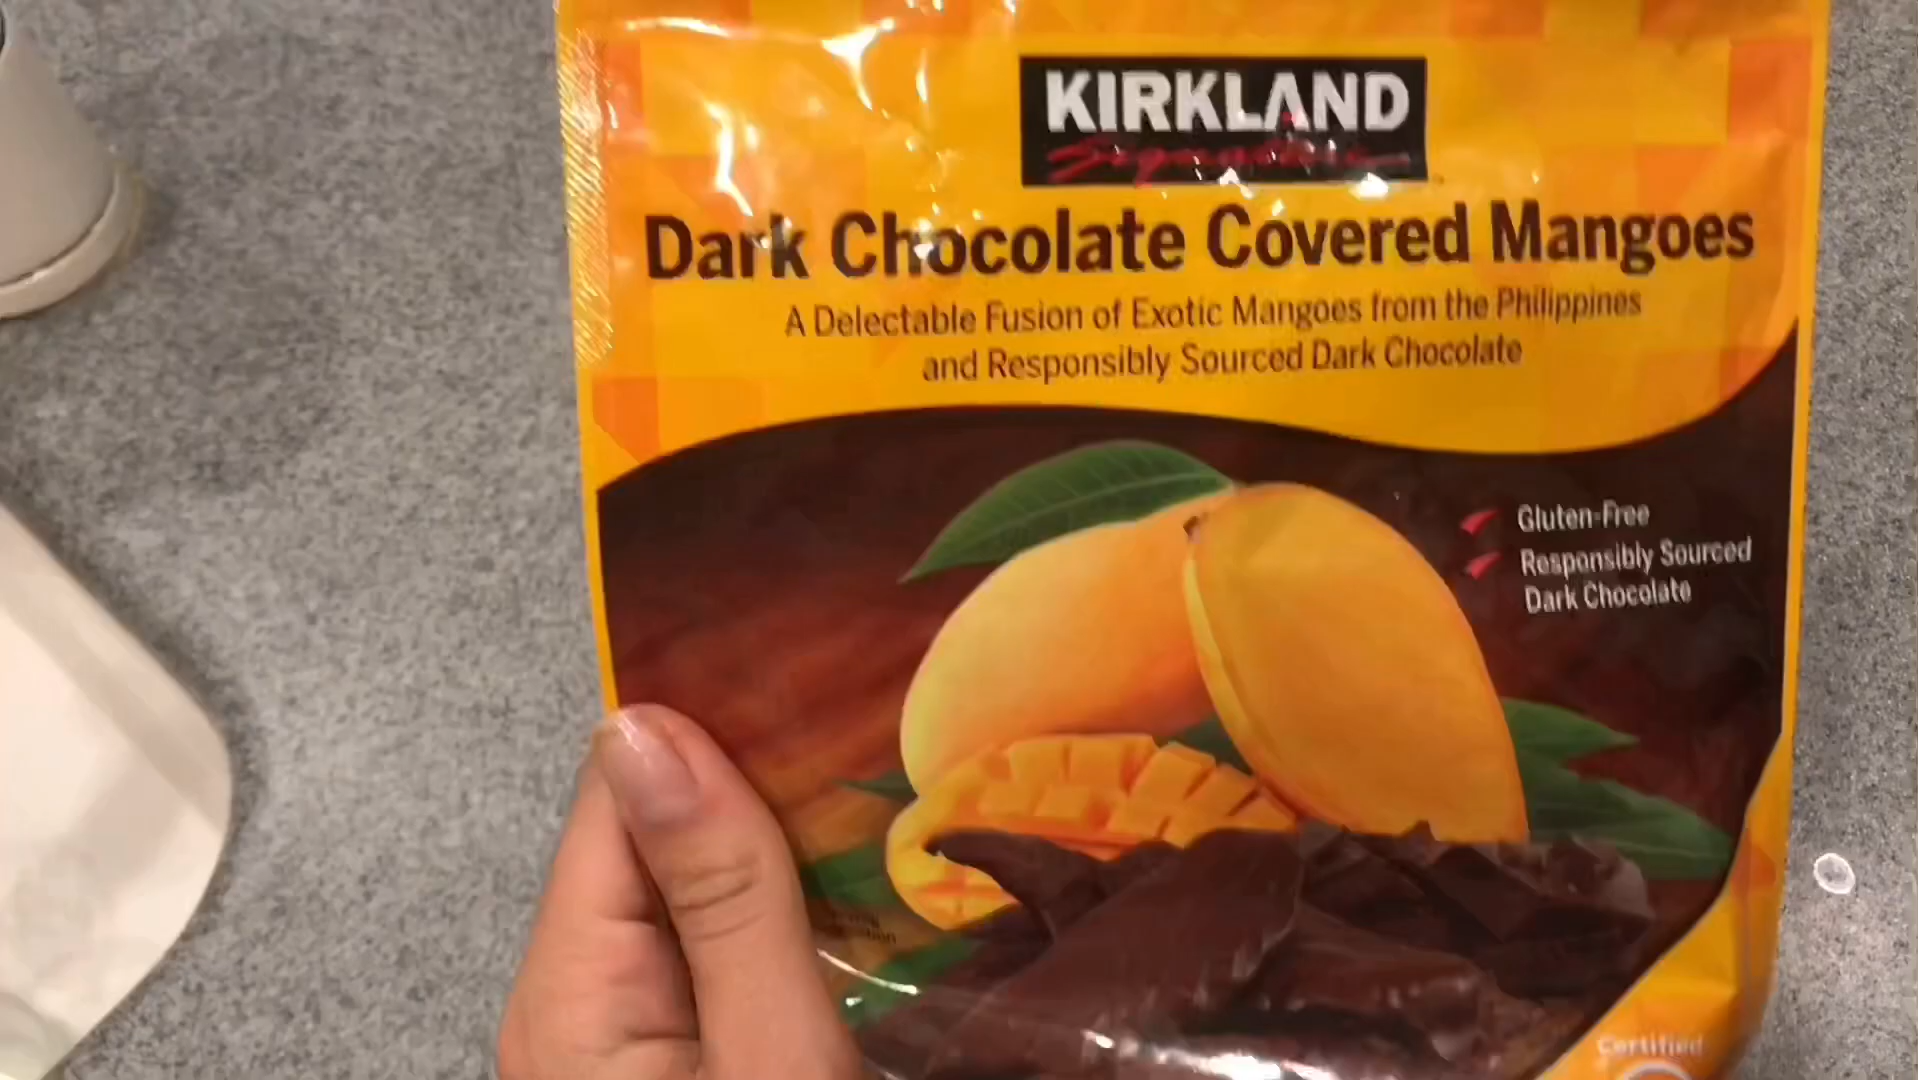 KIRKLAND
Signature
Dark Chocolate Covered Mangoes
A Delectable Fusion of Exotic Mangoes from the Philippines
and Responsibly Sourced Dark Chocolate
Gluten-Free
Responsibly Sourced
Dark Chocolate
Certified